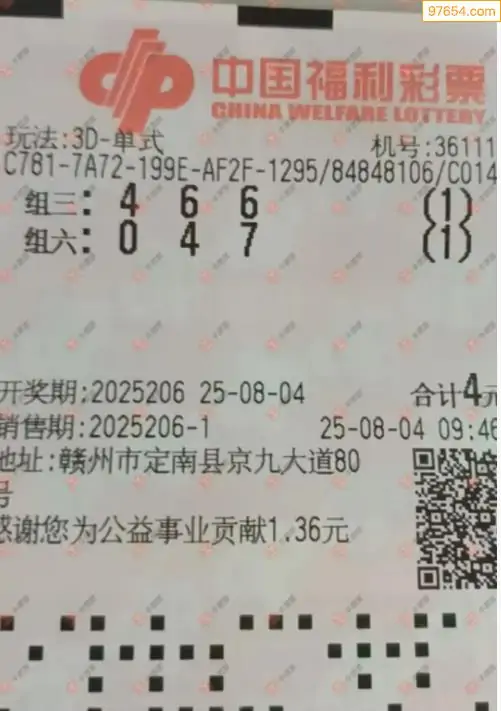 97654.com
中国福利彩票
CHINA WELFARE LOTTERY
玩法:3D-单式 机号:36111
C781-7A72-199E-AF2F-1295/84848106/C014
组三: 4 6 6 (1)
组六: 0 4 7 (1)
开奖期:2025206 25-08-04 合计4元
销售期:2025206-1 25-08-04 09:46
地址:赣州市定南县京九大道80
号
感谢您为公益事业贡献1.36元